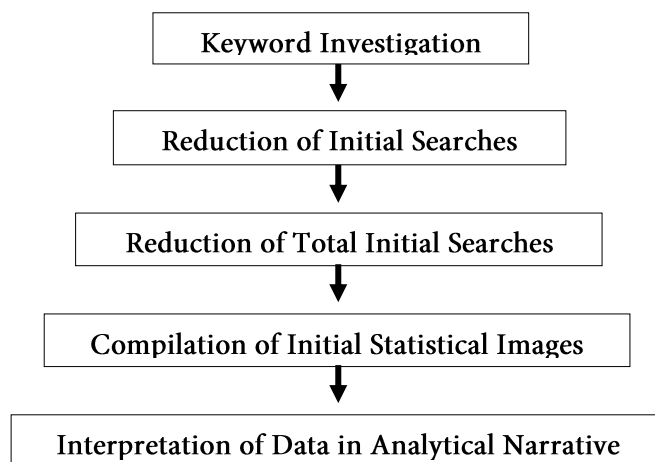 Keyword Investigation
Reduction of Initial Searches
Reduction of Total Initial Searches
Compilation of Initial Statistical Images
Interpretation of Data in Analytical Narrative